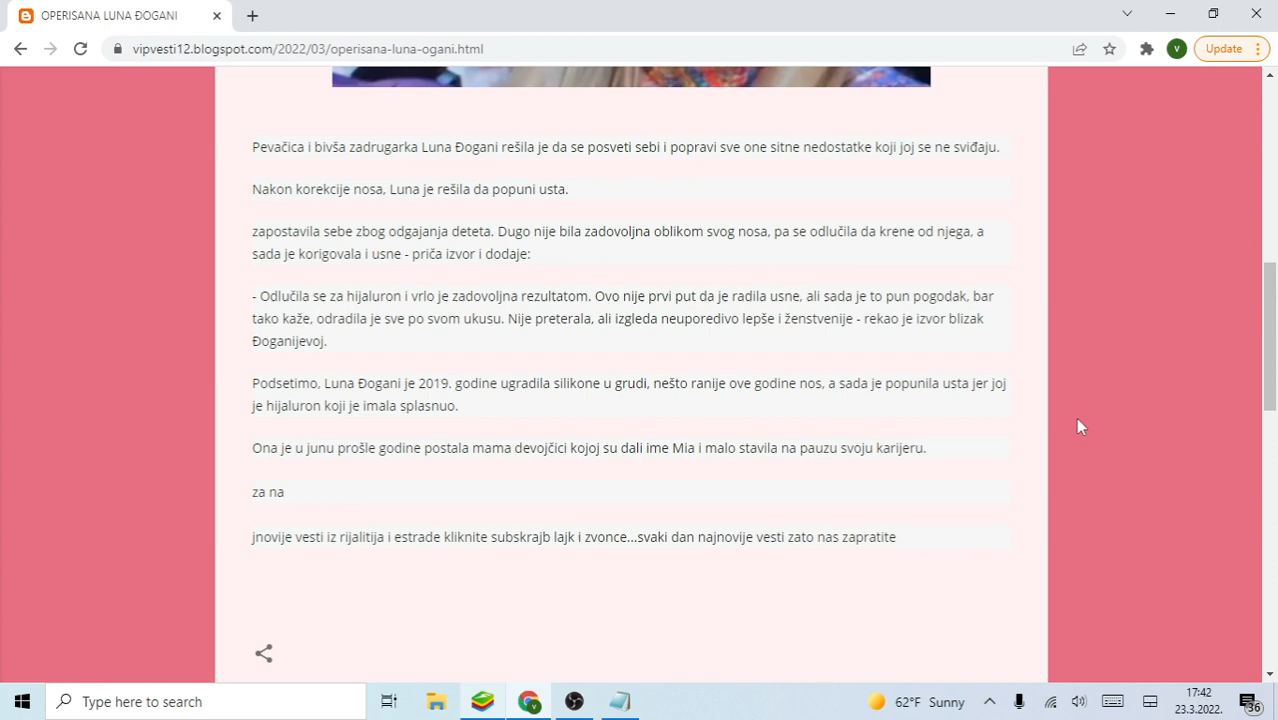 OPERISANA LUNA ĐOGANI
vipvesti12.blogspot.com/2022/03/operisana-luna-ogani.html
V
Update
Pevačica i bivša zadrugarka Luna Đogani rešila je da se posveti sebi i popravi sve one sitne nedostatke koji joj se ne sviđaju.
Nakon korekcije nosa, Luna je rešila da popuni usta.
zapostavila sebe zbog odgajanja deteta. Dugo nije bila zadovoljna oblikom svog nosa, pa se odlučila da krene od njega, a
sada je korigovala i usne - priča izvor i dodaje:
- Odlučila se za hijaluron i vrlo je zadovoljna rezultatom. Ovo nije prvi put da je radila usne, ali sada je to pun pogodak, bar
tako kaže, odradila je sve po svom ukusu. Nije preterala, ali izgleda neuporedivo lepše i ženstvenije - rekao je izvor blizak
Đoganijevoj.
Podsetimo, Luna Đogani je 2019. godine ugradila silikone u grudi, nešto ranije ove godine nos, a sada je popunila usta jer joj
je hijaluron koji je imala splasnuo.
Ona je u junu prošle godine postala mama devojčici kojoj su dali ime Mia i malo stavila na pauzu svoju karijeru.
za na
jnovije vesti iz rijalitija i estrade kliknite subskrajb lajk i zvonce...svaki dan najnovije vesti zato nas zapratite
Type here to search
62°F Sunny
17:42
23.3.2022.
36